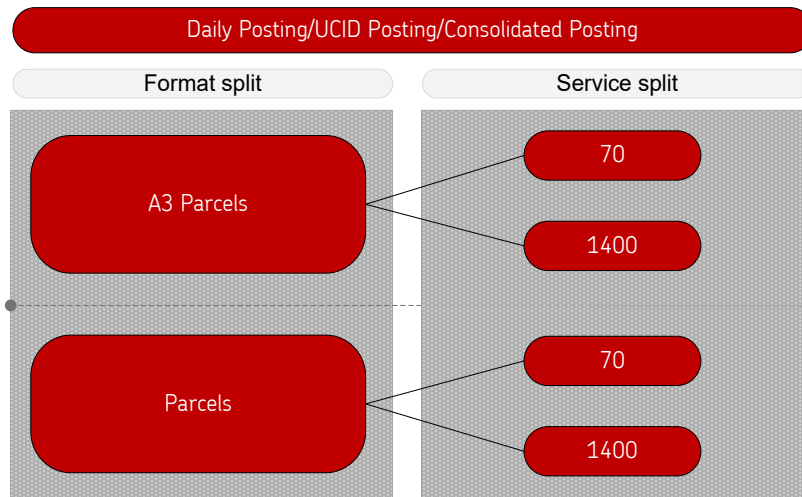 Daily Posting/UCID Posting/Consolidated Posting
Format split
Service split
A3 Parcels
70
1400
Parcels
70
1400